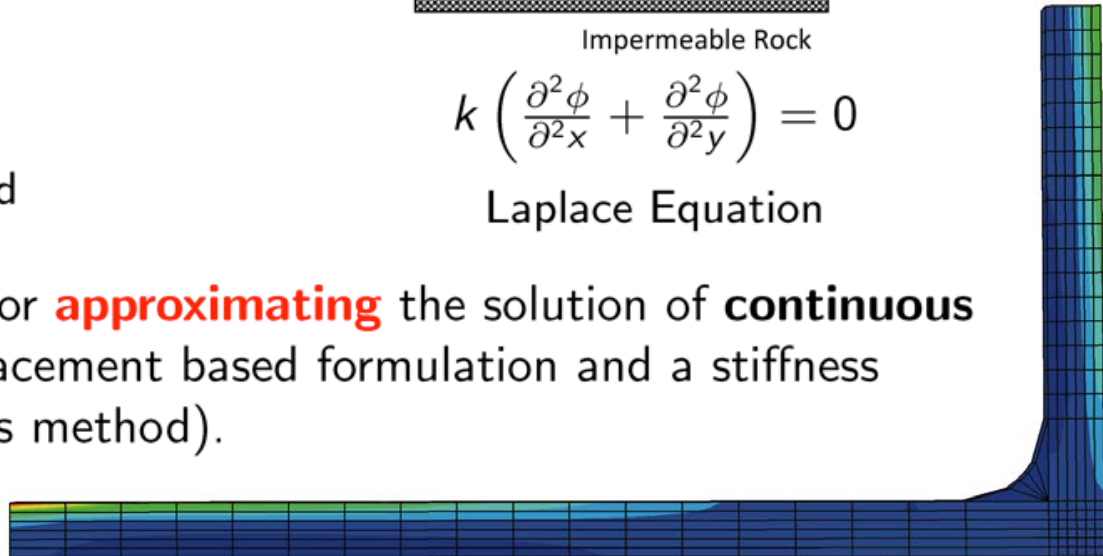 Impermeable Rock
k ( ∂²ϕ/∂²x + ∂²ϕ/∂²y ) = 0
d
Laplace Equation
or approximating the solution of continuous
acement based formulation and a stiffness
s method).